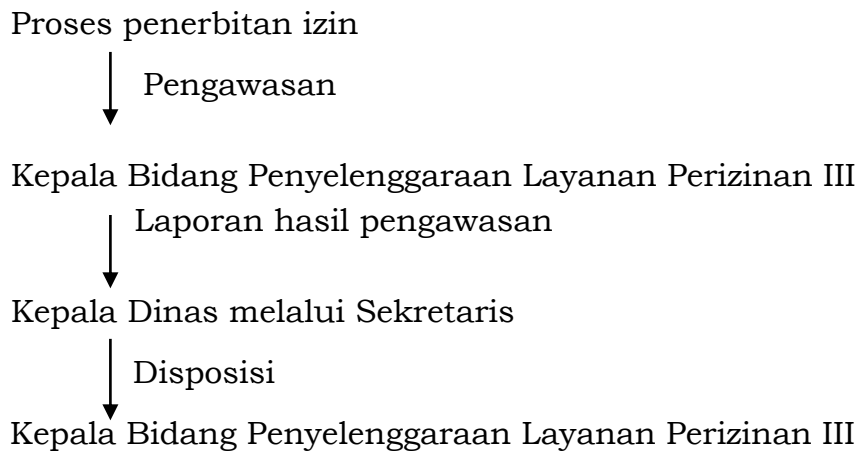 Proses penerbitan izin
Pengawasan
Kepala Bidang Penyelenggaraan Layanan Perizinan III
Laporan hasil pengawasan
Kepala Dinas melalui Sekretaris
Disposisi
Kepala Bidang Penyelenggaraan Layanan Perizinan III